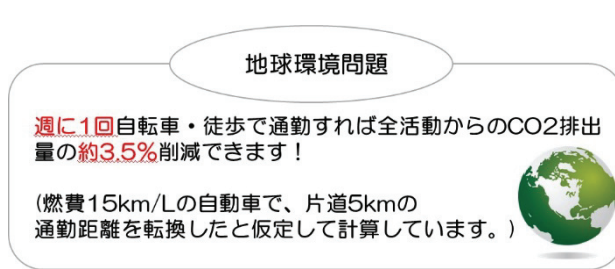 地球環境問題
週に1回自転車・徒歩で通勤すれば全活動からのCO2排出
量の約3.5%削減できます！
(燃費15km/Lの自動車で、片道5kmの
通勤距離を転換したと仮定して計算しています。)